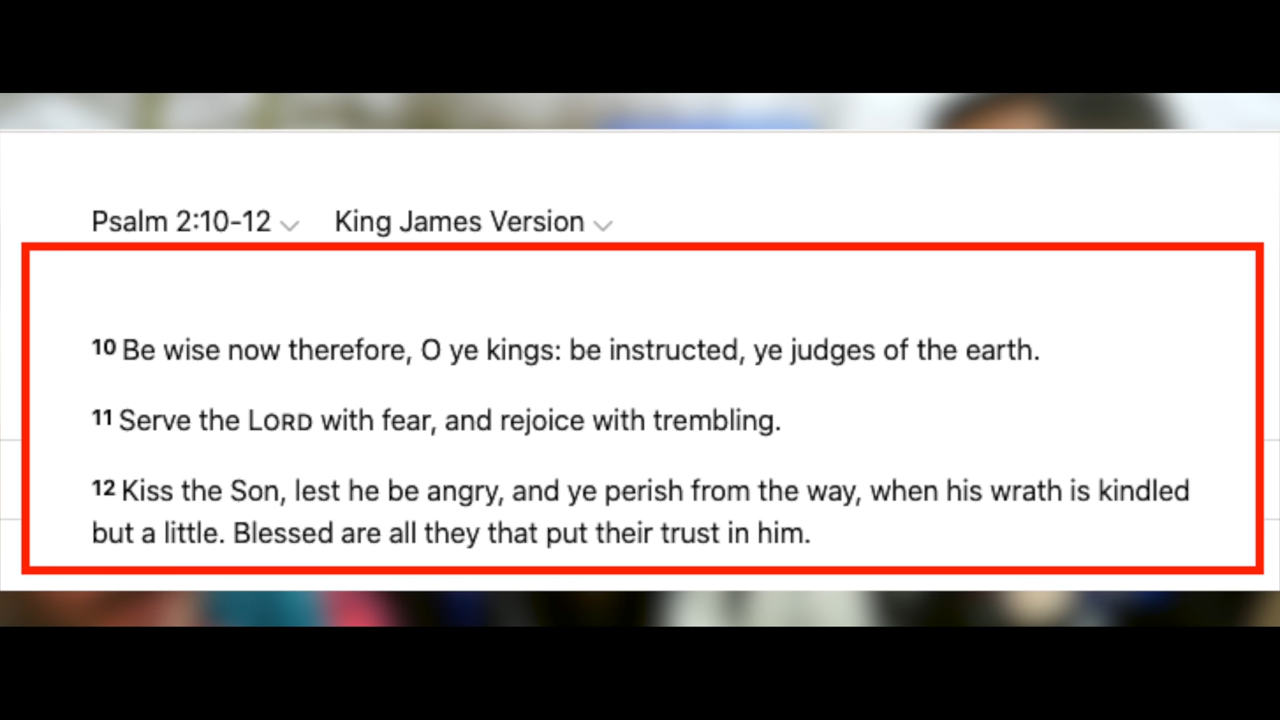 Psalm 2:10-12 King James Version
10 Be wise now therefore, O ye kings: be instructed, ye judges of the earth.
11 Serve the LORD with fear, and rejoice with trembling.
12 Kiss the Son, lest he be angry, and ye perish from the way, when his wrath is kindled
but a little. Blessed are all they that put their trust in him.